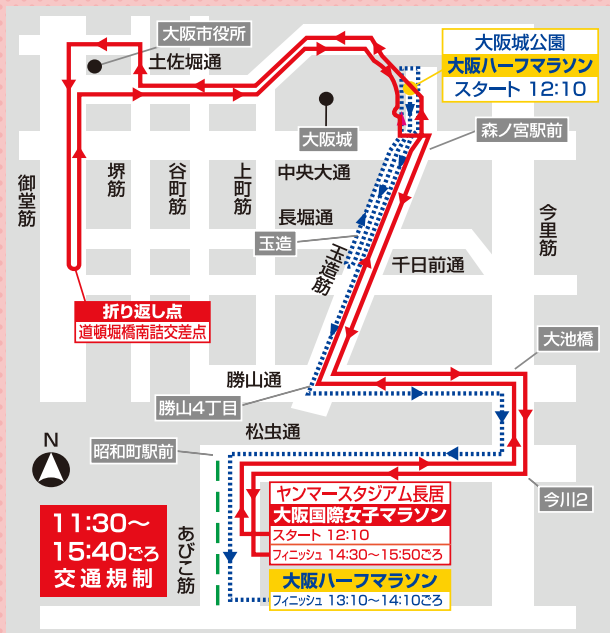 大阪市役所
土佐堀通
大阪城公園
大阪ハーフマラソン
スタート 12:10
大阪城
森ノ宮駅前
御堂筋
堺筋
谷町筋
上町筋
中央大通
長堀通
玉造
玉造筋
千日前通
今里筋
折り返し点
道頓堀橋南詰交差点
大池橋
勝山通
勝山4丁目
松虫通
N
昭和町駅前
今川2
ヤンマースタジアム長居
大阪国際女子マラソン
スタート 12:10
フィニッシュ 14:30〜15:50ごろ
11:30〜
15:40ごろ
交通規制
あびこ筋
大阪ハーフマラソン
フィニッシュ 13:10〜14:10ごろ